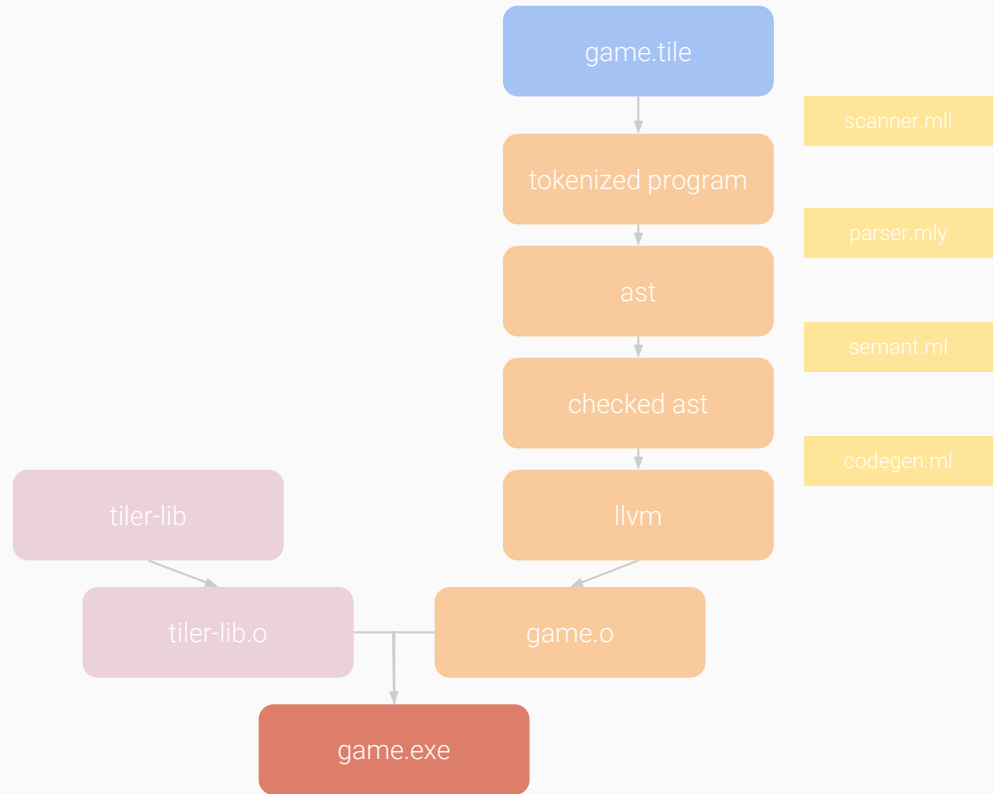 game.tile
scanner.mll
tokenized program
parser.mly
ast
semant.ml
checked ast
codegen.ml
tiler-lib
llvm
tiler-lib.o
game.o
game.exe